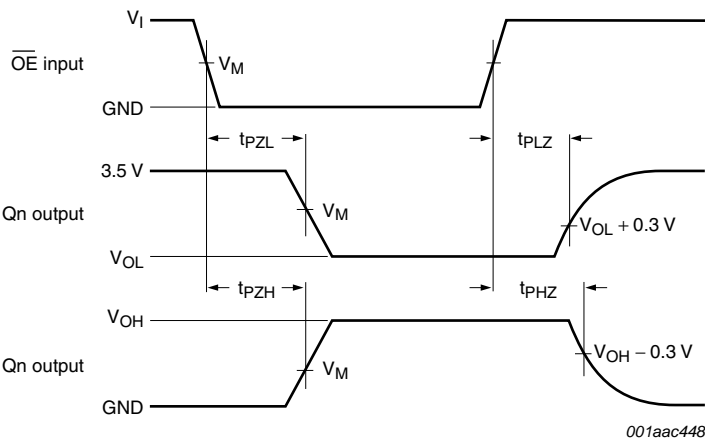 V_I
O̅E̅ input
V_M
GND
t_PZL
t_PLZ
3.5 V
Qn output
V_M
V_OL + 0.3 V
V_OL
t_PZH
t_PHZ
V_OH
V_OH − 0.3 V
Qn output
V_M
GND
001aac448